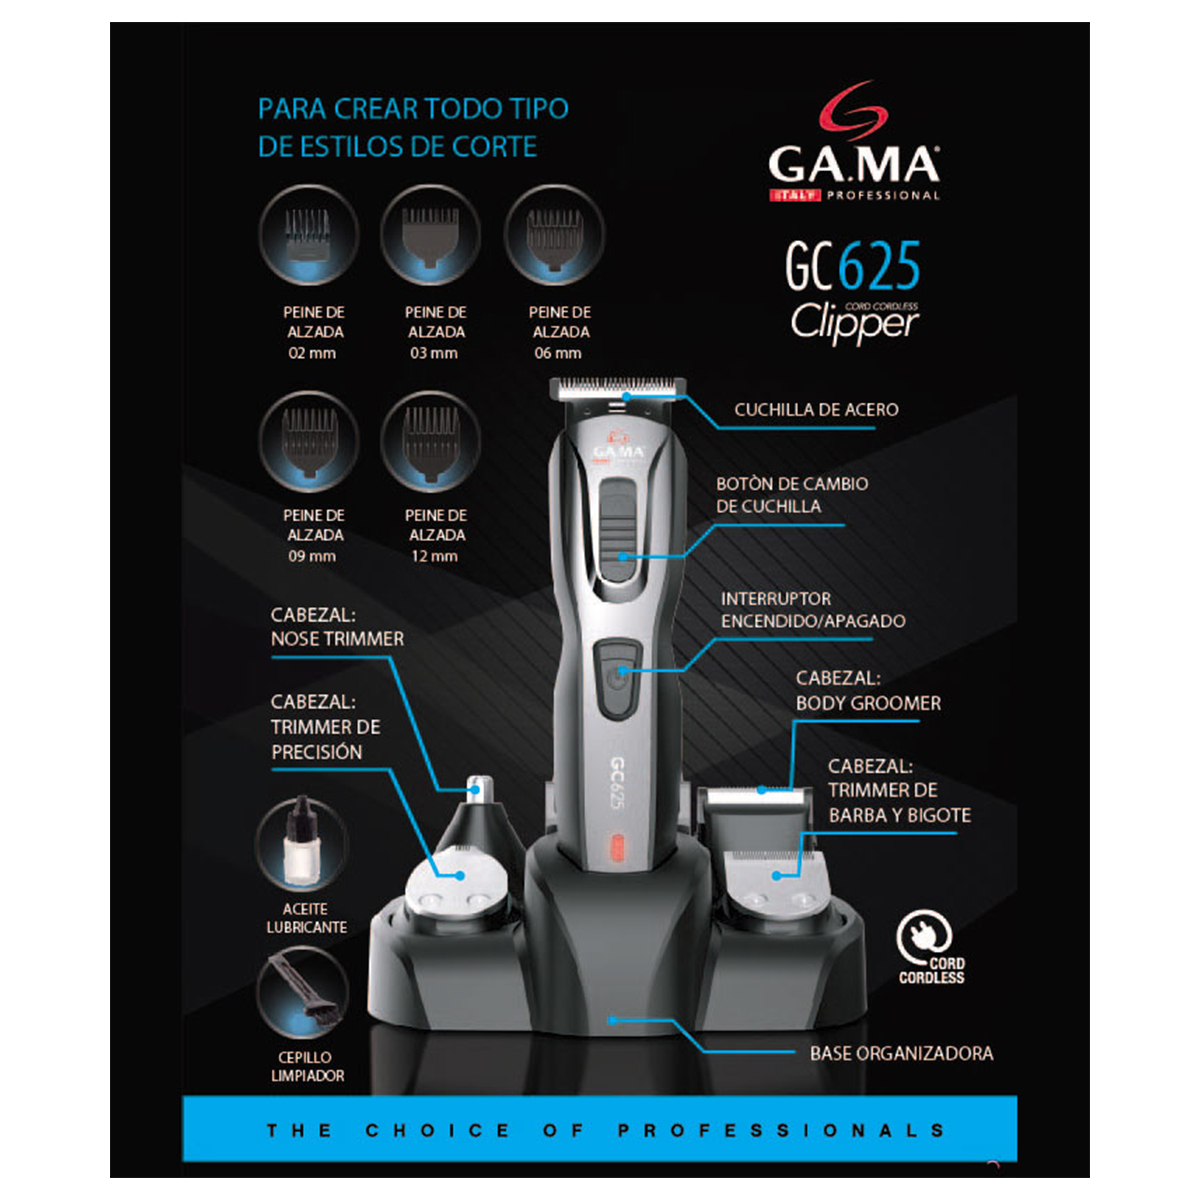 PARA CREAR TODO TIPO
DE ESTILOS DE CORTE
GA.MA
ITALY PROFESSIONAL
GC625
CORD CORDLESS
Clipper
PEINE DE
ALZADA
02 mm
PEINE DE
ALZADA
03 mm
PEINE DE
ALZADA
06 mm
PEINE DE
ALZADA
09 mm
PEINE DE
ALZADA
12 mm
CUCHILLA DE ACERO
BOTÒN DE CAMBIO
DE CUCHILLA
INTERRUPTOR
ENCENDIDO/APAGADO
CABEZAL:
NOSE TRIMMER
CABEZAL:
TRIMMER DE
PRECISIÓN
CABEZAL:
BODY GROOMER
CABEZAL:
TRIMMER DE
BARBA Y BIGOTE
GA.MA
GC625
ACEITE
LUBRICANTE
CEPILLO
LIMPIADOR
CORD
CORDLESS
BASE ORGANIZADORA
THE CHOICE OF PROFESSIONALS